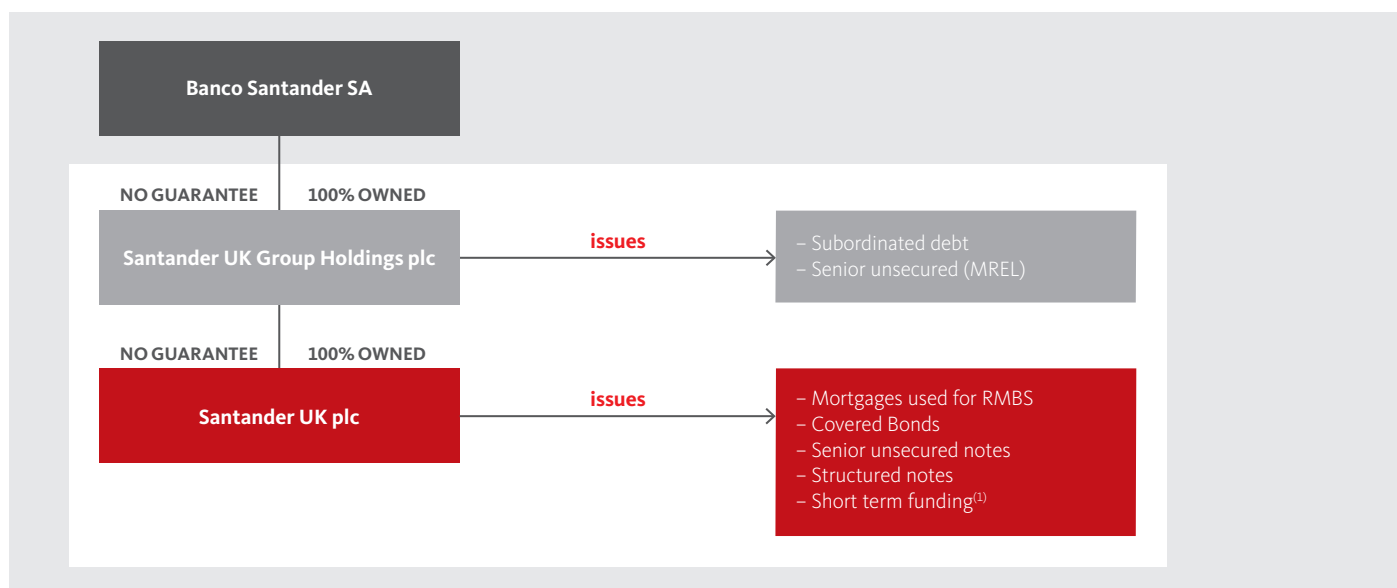 Banco Santander SA
NO GUARANTEE 100% OWNED
Santander UK Group Holdings plc
issues
– Subordinated debt
– Senior unsecured (MREL)
NO GUARANTEE 100% OWNED
Santander UK plc
issues
– Mortgages used for RMBS
– Covered Bonds
– Senior unsecured notes
– Structured notes
– Short term funding(1)